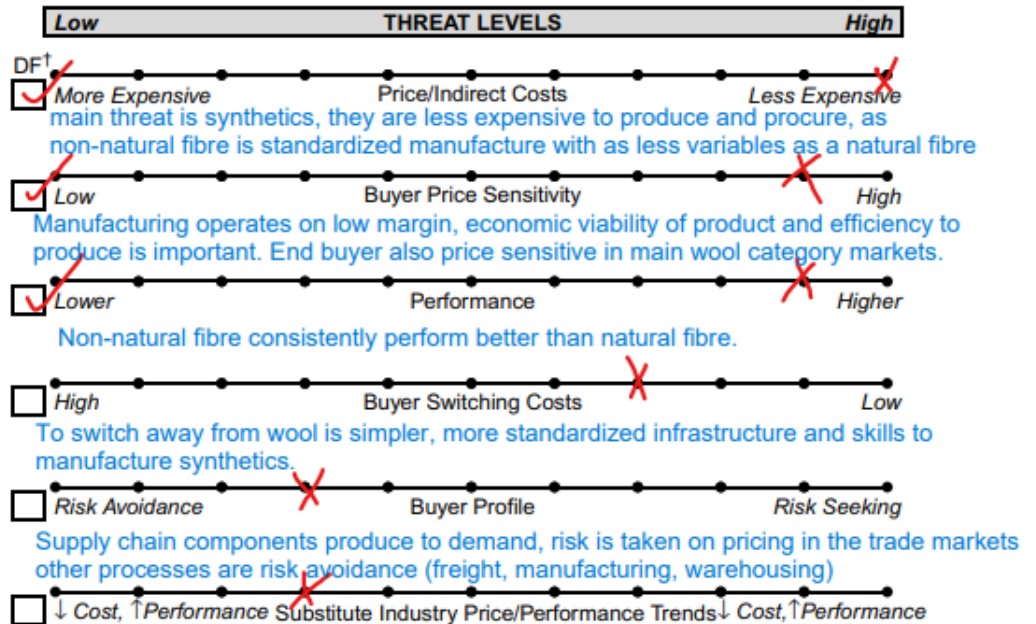 Low THREAT LEVELS High
DF†
More Expensive Price/Indirect Costs Less Expensive
main threat is synthetics, they are less expensive to produce and procure, as
non-natural fibre is standardized manufacture with as less variables as a natural fibre
Low Buyer Price Sensitivity High
Manufacturing operates on low margin, economic viability of product and efficiency to
produce is important. End buyer also price sensitive in main wool category markets.
Lower Performance Higher
Non-natural fibre consistently perform better than natural fibre.
High Buyer Switching Costs Low
To switch away from wool is simpler, more standardized infrastructure and skills to
manufacture synthetics.
Risk Avoidance Buyer Profile Risk Seeking
Supply chain components produce to demand, risk is taken on pricing in the trade markets
other processes are risk avoidance (freight, manufacturing, warehousing)
↓ Cost, ↑Performance Substitute Industry Price/Performance Trends ↓ Cost,↑Performance